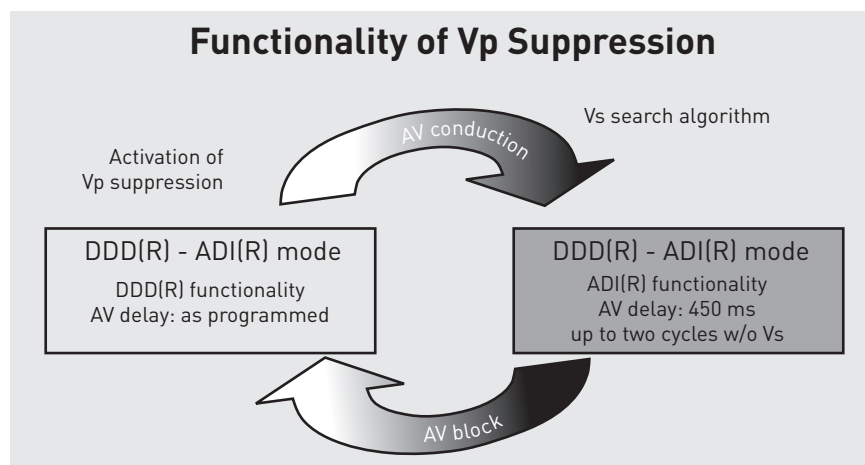 Functionality of Vp Suppression
AV conduction
Vs search algorithm
Activation of
Vp suppression
DDD(R) - ADI(R) mode
DDD(R) functionality
AV delay: as programmed
DDD(R) - ADI(R) mode
ADI(R) functionality
AV delay: 450 ms
up to two cycles w/o Vs
AV block